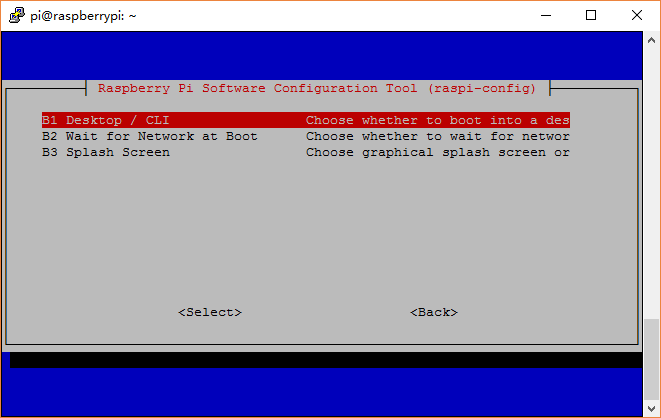 pi@raspberrypi: ~
Raspberry Pi Software Configuration Tool (raspi-config)
B1 Desktop / CLI Choose whether to boot into a des
B2 Wait for Network at Boot Choose whether to wait for networ
B3 Splash Screen Choose graphical splash screen or
<Select> <Back>